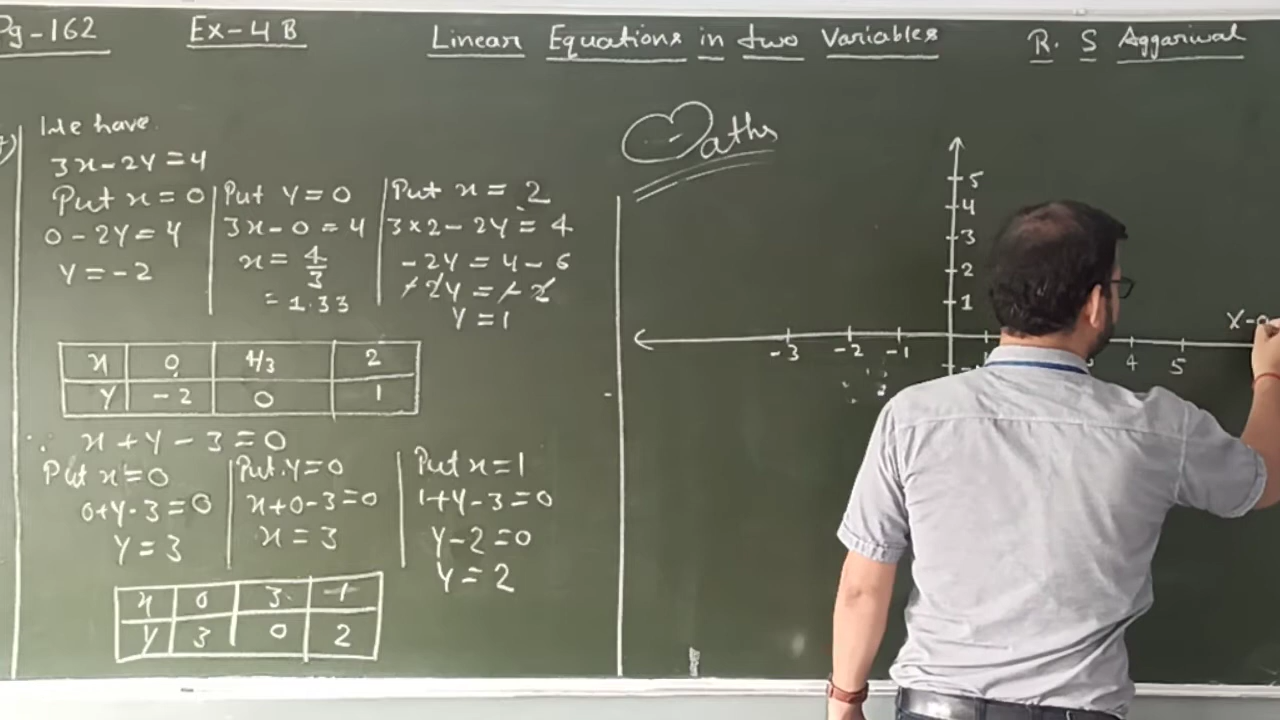 Pg-162 Ex-4B Linear Equations in two Variables R. S Aggarwal
We have
3x-2y=4
Put x=0
0-2y=4
y=-2
Put y=0
3x-0=4
x=4/3
=1.33
Put x=2
3×2-2y=4
-2y=4-6
-2y=-2
y=1
x 0 4/3 2
y -2 0 1
∵ x+y-3=0
Put x=0
0+y-3=0
y=3
Put y=0
x+0-3=0
x=3
Put x=1
1+y-3=0
y-2=0
y=2
x 0 3 1
y 3 0 2
Maths
5
4
3
2
1
X-a
-3 -2 -1 4 5